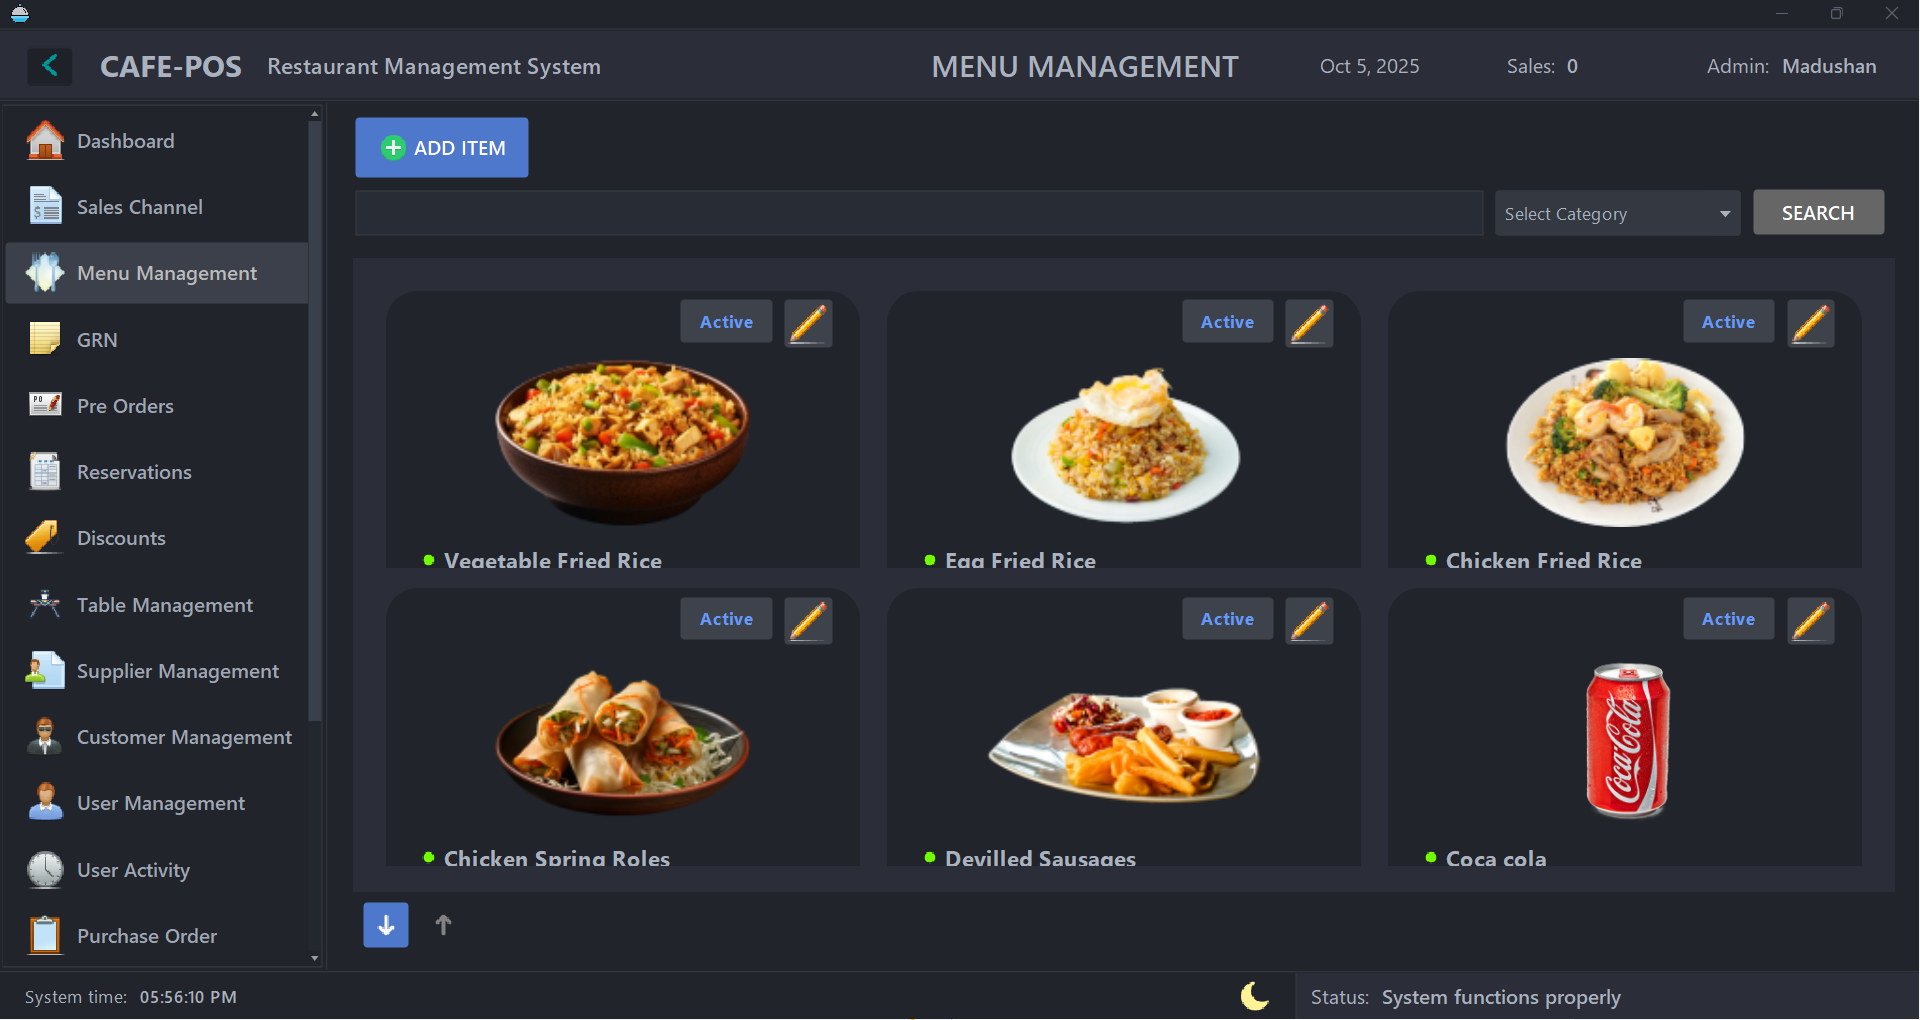 CAFE-POS Restaurant Management System MENU MANAGEMENT Oct 5, 2025 Sales: 0 Admin: Madushan
Dashboard
Sales Channel
Menu Management
GRN
Pre Orders
Reservations
Discounts
Table Management
Supplier Management
Customer Management
User Management
User Activity
Purchase Order
ADD ITEM
Select Category SEARCH
Active Active Active
Vegetable Fried Rice Egg Fried Rice Chicken Fried Rice
Active Active Active
Coca-Cola
Chicken Spring Roles Devilled Sausages Coca cola
System time: 05:56:10 PM Status: System functions properly